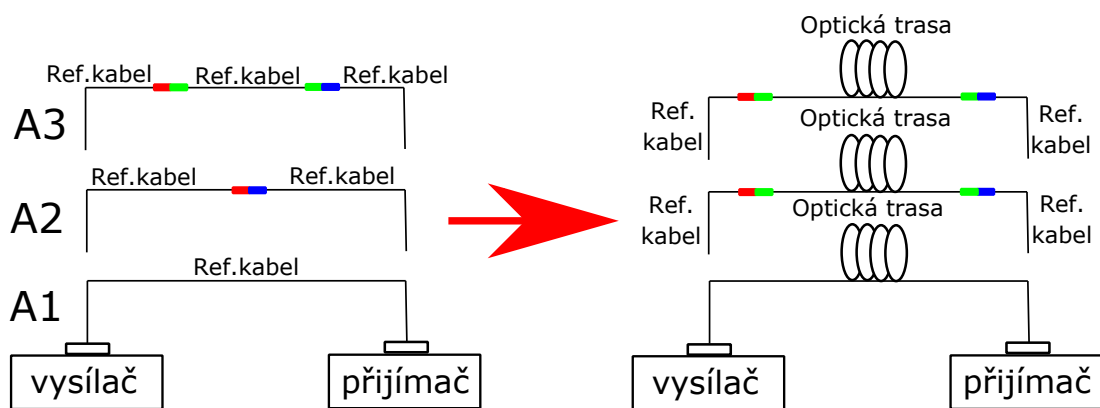 Ref.kabel Ref.kabel Ref.kabel
A3
Ref.kabel Ref.kabel
A2
Ref.kabel
A1
vysílač přijímač
Optická trasa
Ref.
kabel
Optická trasa
Ref.
kabel
Ref.
kabel
Optická trasa
Ref.
kabel
vysílač přijímač